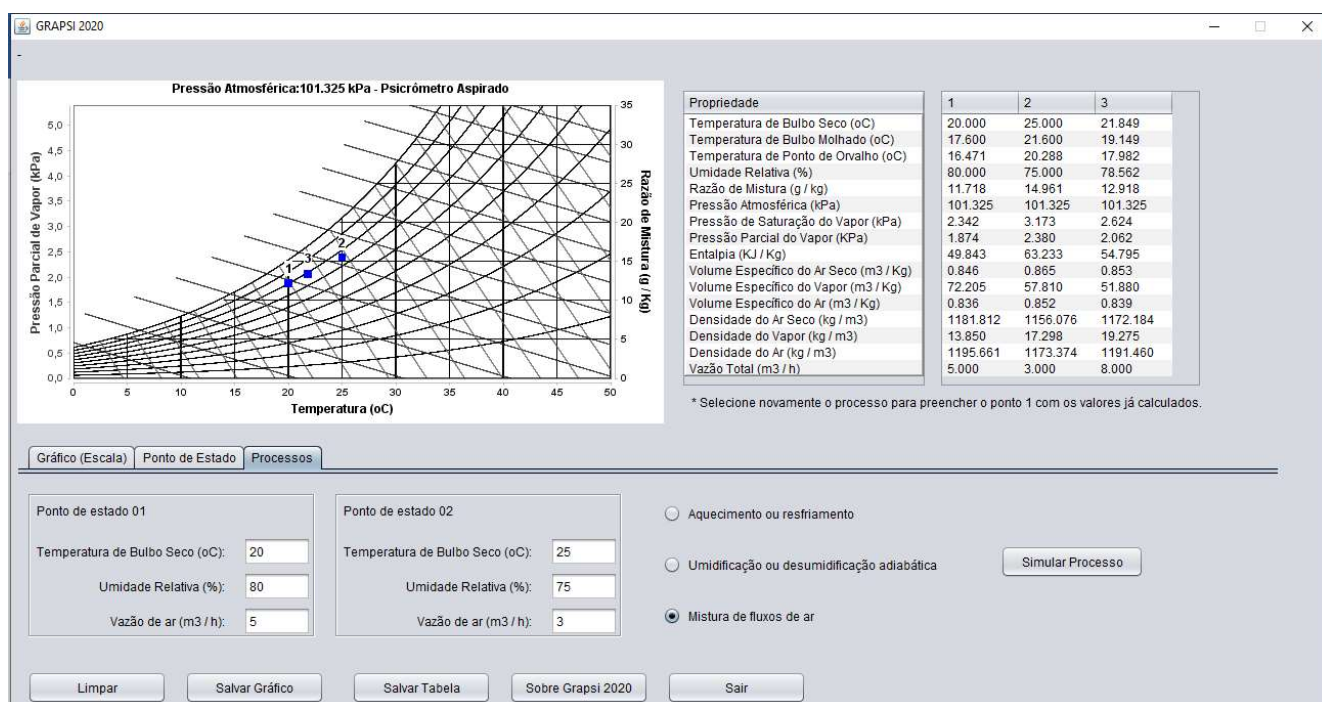 GRAPSI 2020
-
Pressão Atmosférica:101.325 kPa - Psicrómetro Aspirado
Pressão Parcial de Vapor (kPa)
5,0
4,5
4,0
3,5
3,0
2,5
2,0
1,5
1,0
0,5
0,0
1
3
2
35
30
25
20
15
10
5
0
Razão de Mistura (g / Kg)
0 5 10 15 20 25 30 35 40 45 50
Temperatura (oC)
Propriedade 1 2 3
Temperatura de Bulbo Seco (oC) 20.000 25.000 21.849
Temperatura de Bulbo Molhado (oC) 17.600 21.600 19.149
Temperatura de Ponto de Orvalho (oC) 16.471 20.288 17.982
Umidade Relativa (%) 80.000 75.000 78.562
Razão de Mistura (g / kg) 11.718 14.961 12.918
Pressão Atmosférica (kPa) 101.325 101.325 101.325
Pressão de Saturação do Vapor (kPa) 2.342 3.173 2.624
Pressão Parcial do Vapor (KPa) 1.874 2.380 2.062
Entalpia (KJ / Kg) 49.843 63.233 54.795
Volume Específico do Ar Seco (m3 / Kg) 0.846 0.865 0.853
Volume Específico do Vapor (m3 / Kg) 72.205 57.810 51.880
Volume Específico do Ar (m3 / Kg) 0.836 0.852 0.839
Densidade do Ar Seco (kg / m3) 1181.812 1156.076 1172.184
Densidade do Vapor (kg / m3) 13.850 17.298 19.275
Densidade do Ar (kg / m3) 1195.661 1173.374 1191.460
Vazão Total (m3 / h) 5.000 3.000 8.000
* Selecione novamente o processo para preencher o ponto 1 com os valores já calculados.
Gráfico (Escala) Ponto de Estado Processos
Ponto de estado 01
Temperatura de Bulbo Seco (oC): 20
Umidade Relativa (%): 80
Vazão de ar (m3 / h): 5
Ponto de estado 02
Temperatura de Bulbo Seco (oC): 25
Umidade Relativa (%): 75
Vazão de ar (m3 / h): 3
Aquecimento ou resfriamento
Umidificação ou desumidificação adiabática
Mistura de fluxos de ar
Simular Processo
Limpar Salvar Gráfico Salvar Tabela Sobre Grapsi 2020 Sair